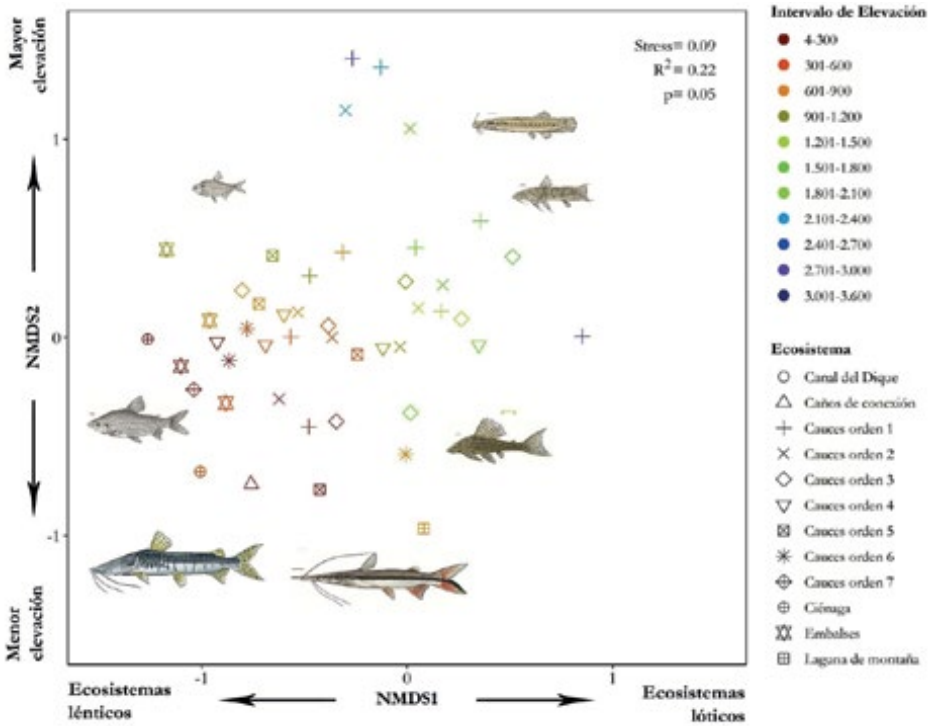 Mayor
elevación
NMDS2
Menor
elevación
1
0
-1
Stress= 0.09
R² = 0.22
p= 0.05
-1
0
1
Ecosistemas
lénticos
NMDS1
Ecosistemas
lóticos
Intervalo de Elevación
4-300
301-600
601-900
901-1.200
1.201-1.500
1.501-1.800
1.801-2.100
2.101-2.400
2.401-2.700
2.701-3.000
3.001-3.600
Ecosistema
Canal del Dique
Caños de conexión
Cauces orden 1
Cauces orden 2
Cauces orden 3
Cauces orden 4
Cauces orden 5
Cauces orden 6
Cauces orden 7
Ciénaga
Embalses
Laguna de montaña